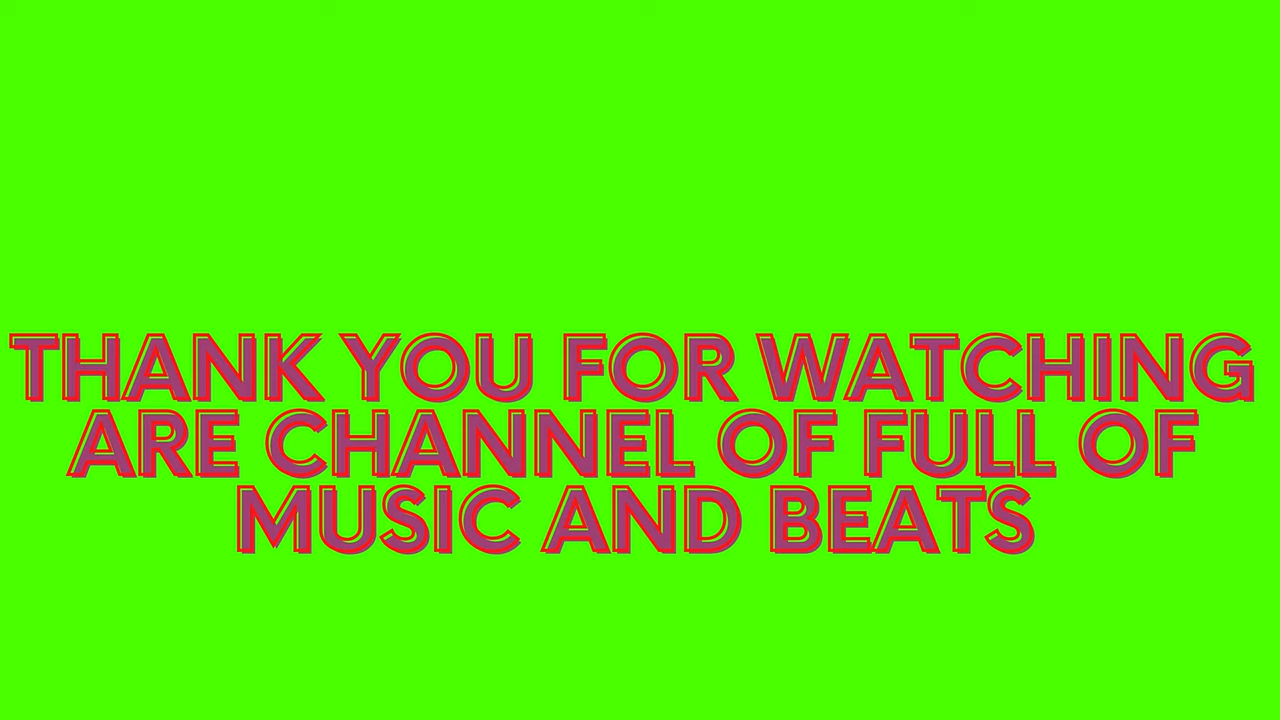 THANK YOU FOR WATCHING
ARE CHANNEL OF FULL OF
MUSIC AND BEATS